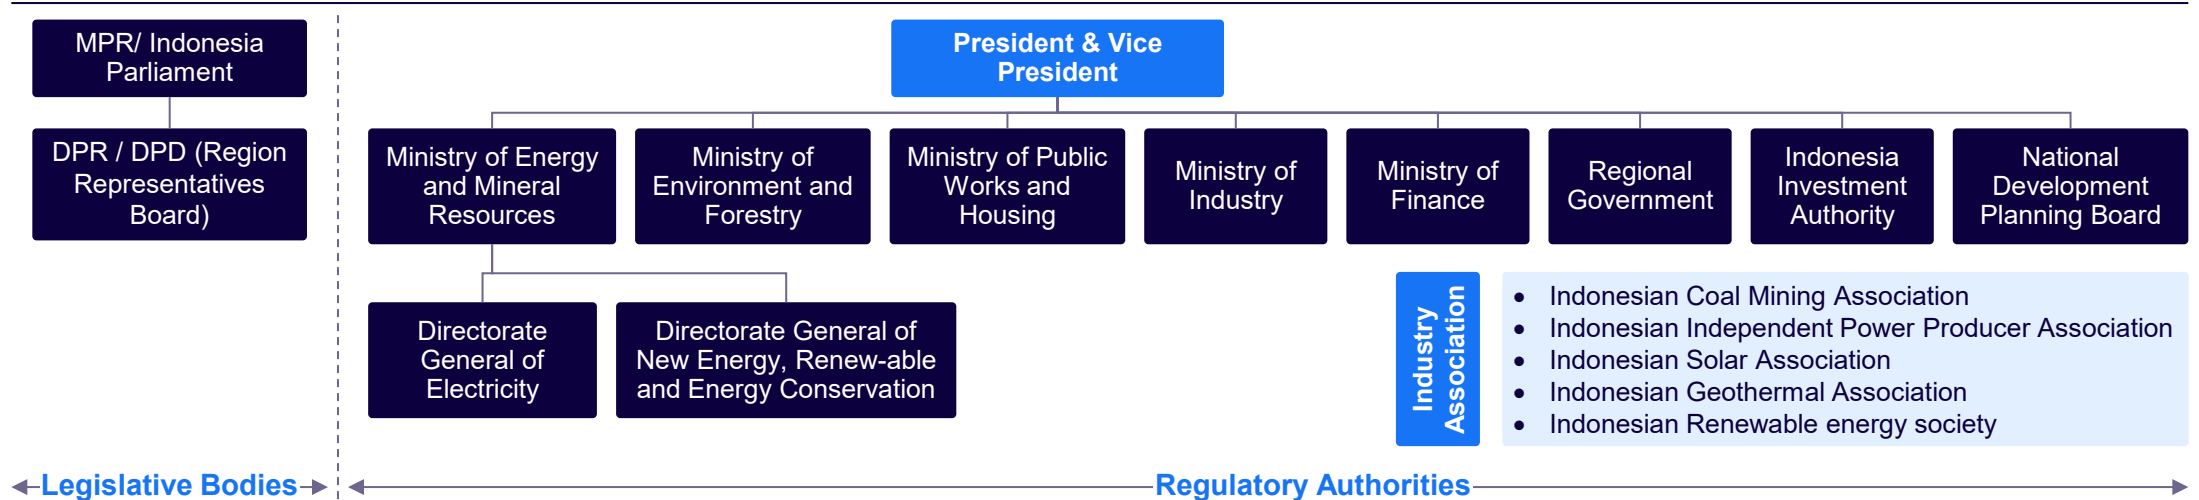 MPR/ Indonesia
Parliament
DPR / DPD (Region
Representatives
Board)
President & Vice
President
Ministry of Energy
and Mineral
Resources
Ministry of
Environment and
Forestry
Ministry of Public
Works and
Housing
Ministry of
Industry
Ministry of
Finance
Regional
Government
Indonesia
Investment
Authority
National
Development
Planning Board
Directorate
General of
Electricity
Directorate General of
New Energy, Renew-able
and Energy Conservation
Industry
Association
• Indonesian Coal Mining Association
• Indonesian Independent Power Producer Association
• Indonesian Solar Association
• Indonesian Geothermal Association
• Indonesian Renewable energy society
Legislative Bodies
Regulatory Authorities